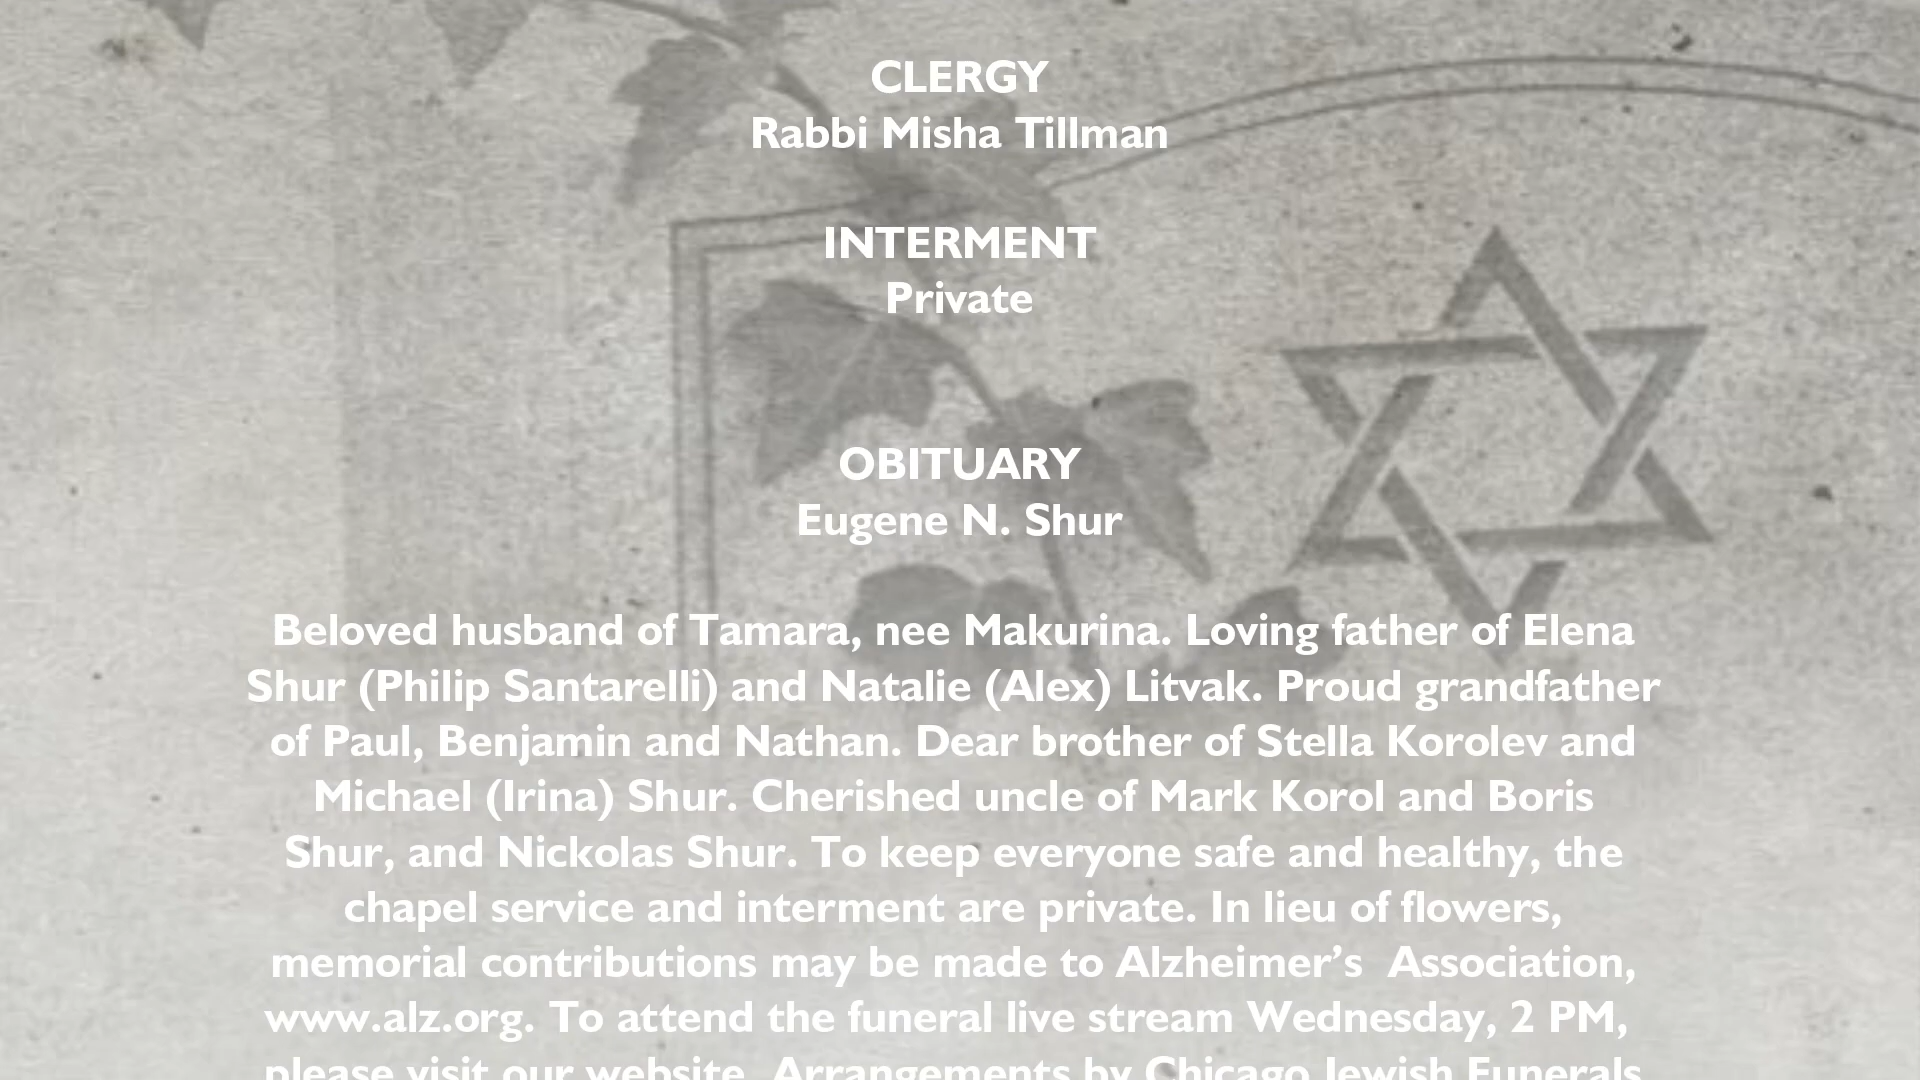 CLERGY
Rabbi Misha Tillman
INTERMENT
Private
OBITUARY
Eugene N. Shur
Beloved husband of Tamara, nee Makurina. Loving father of Elena
Shur (Philip Santarelli) and Natalie (Alex) Litvak. Proud grandfather
of Paul, Benjamin and Nathan. Dear brother of Stella Korolev and
Michael (Irina) Shur. Cherished uncle of Mark Korol and Boris
Shur, and Nickolas Shur. To keep everyone safe and healthy, the
chapel service and interment are private. In lieu of flowers,
memorial contributions may be made to Alzheimer’s  Association,
www.alz.org. To attend the funeral live stream Wednesday, 2 PM,
please visit our website. Arrangements by Chicago Jewish Funerals